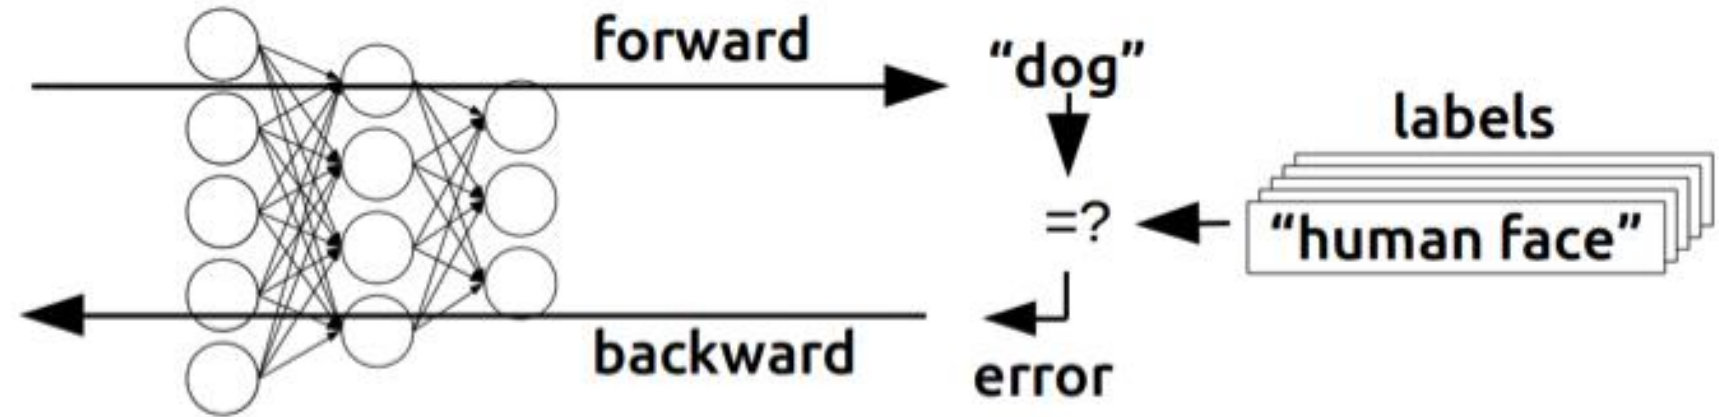 forward
“dog”
labels
=?
“human face”
backward
error